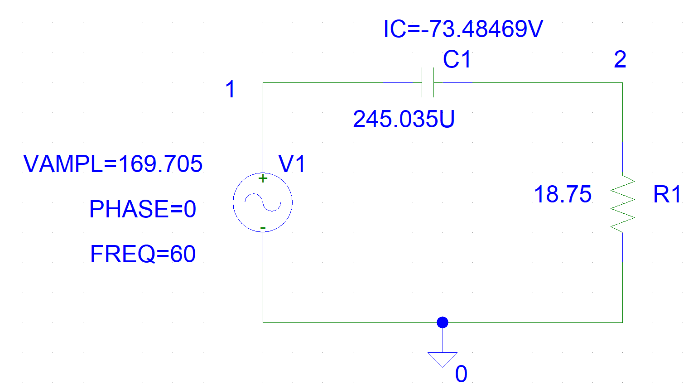 IC=-73.48469V
C1
2
1
245.035U
VAMPL=169.705
V1
PHASE=0
18.75
R1
FREQ=60
+
-
0